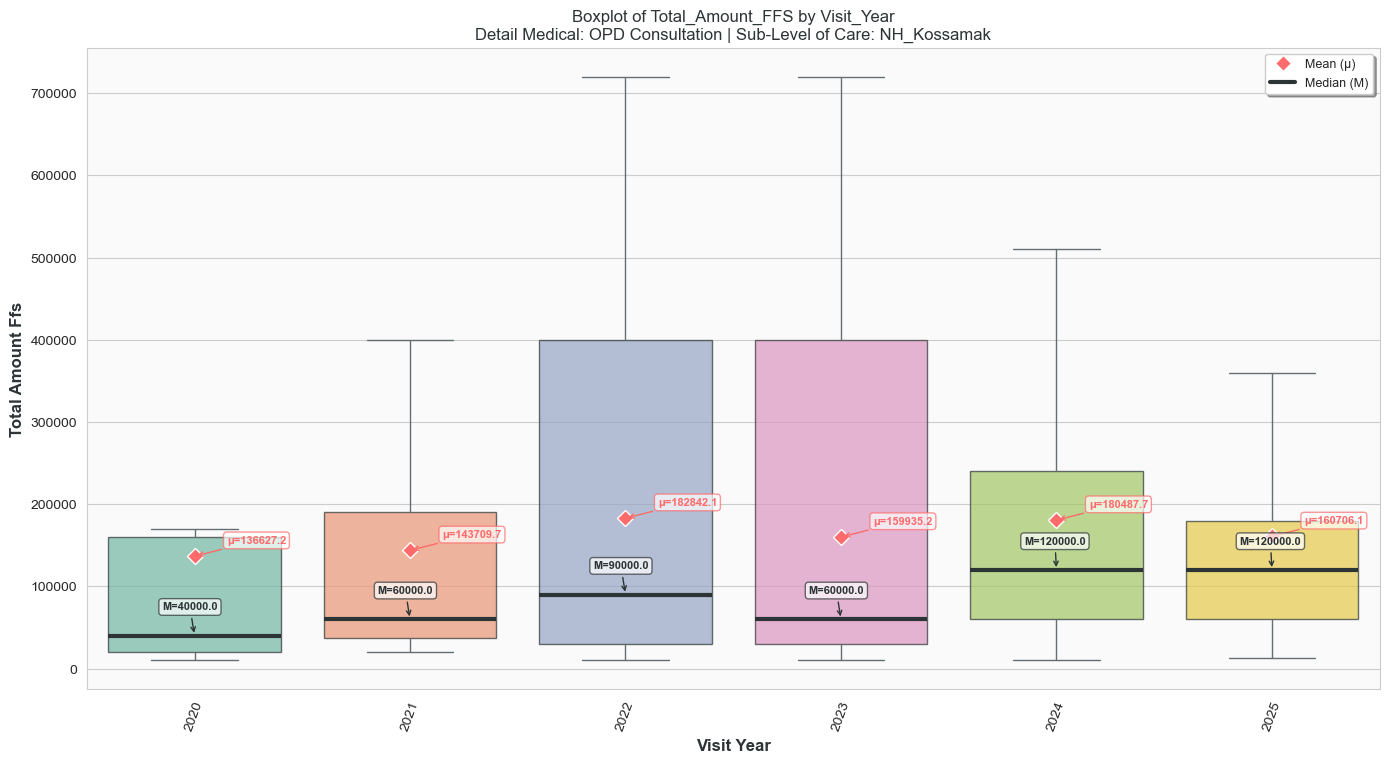 Boxplot of Total_Amount_FFS by Visit_Year
Detail Medical: OPD Consultation | Sub-Level of Care: NH_Kossamak
Mean (μ)
Median (M)
Total Amount Ffs
700000
600000
500000
400000
300000
200000
100000
0
μ=136627.2
M=40000.0
μ=143709.7
M=60000.0
μ=182842.1
M=90000.0
μ=159935.2
M=60000.0
μ=180487.7
M=120000.0
μ=160706.1
M=120000.0
2020
2021
2022
2023
2024
2025
Visit Year